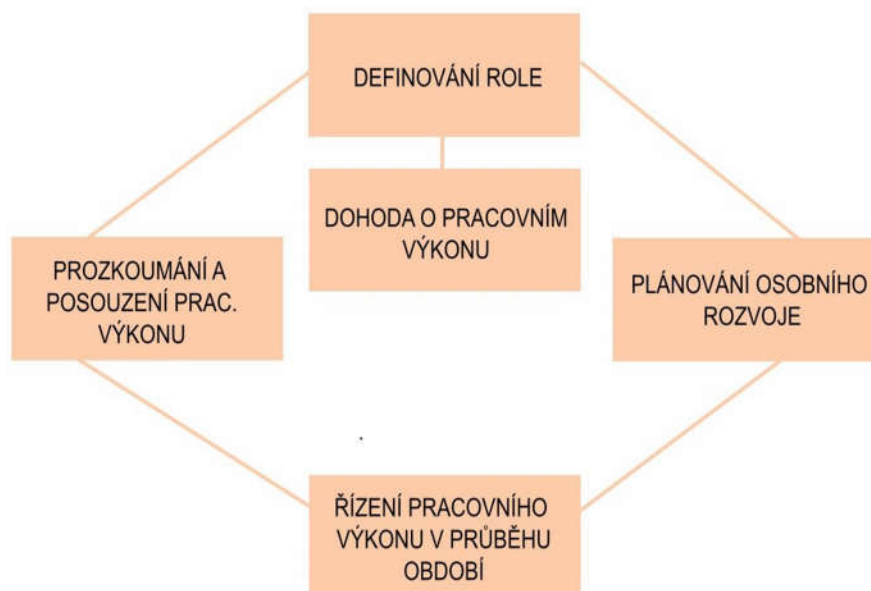 DEFINOVÁNÍ ROLE
DOHODA O PRACOVNÍM
VÝKONU
PROZKOUMÁNÍ A
POSOUZENÍ PRAC.
VÝKONU
PLÁNOVÁNÍ OSOBNÍHO
ROZVOJE
ŘÍZENÍ PRACOVNÍHO
VÝKONU V PRŮBĚHU
OBDOBÍ